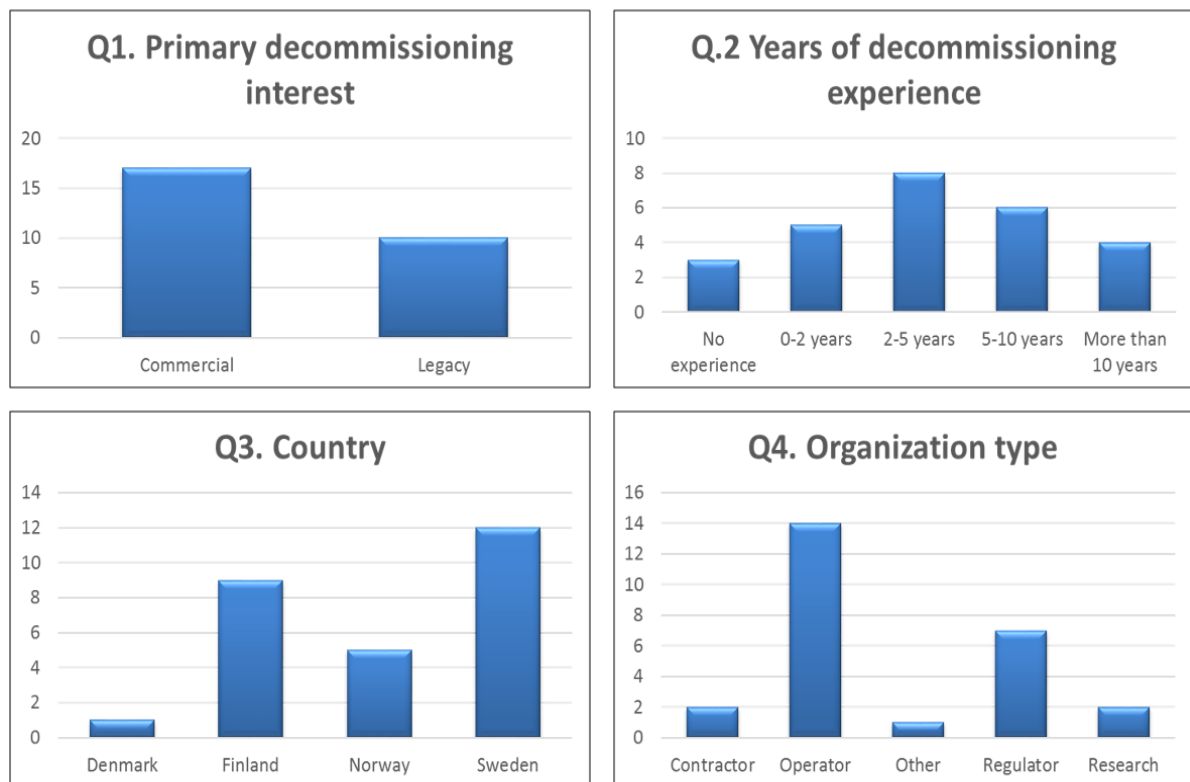 Q1. Primary decommissioning
interest
20
15
10
5
0
Commercial
Legacy
Q.2 Years of decommissioning
experience
10
8
6
4
2
0
No
experience
0-2 years
2-5 years
5-10 years
More than
10 years
Q3. Country
14
12
10
8
6
4
2
0
Denmark
Finland
Norway
Sweden
Q4. Organization type
16
14
12
10
8
6
4
2
0
Contractor
Operator
Other
Regulator
Research